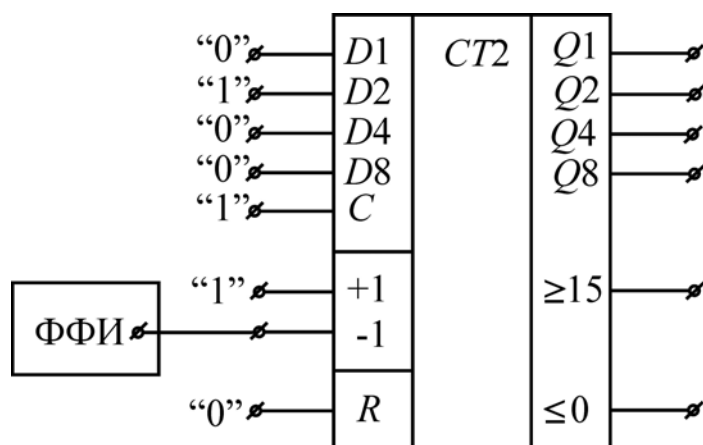 “0” D1 CT2 Q1
“1” D2 Q2
“0” D4 Q4
“0” D8 Q8
“1” C
“1” +1 ≥15
ФФИ -1
“0” R ≤0